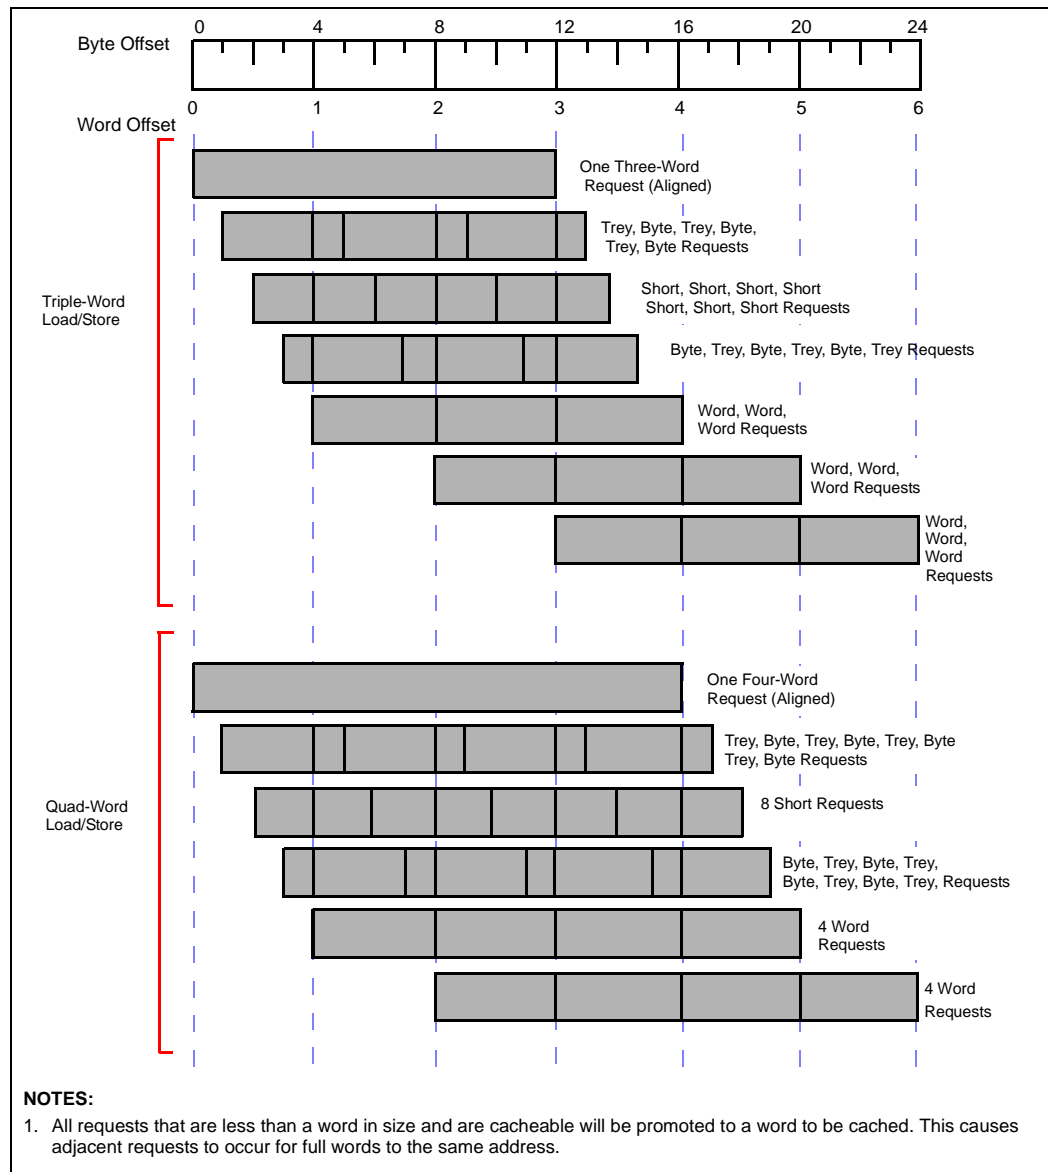 0 4 8 12 16 20 24
Byte Offset
0 1 2 3 4 5 6
Word Offset
One Three-Word
Request (Aligned)
Trey, Byte, Trey, Byte,
Trey, Byte Requests
Triple-Word
Load/Store
Short, Short, Short, Short
Short, Short, Short Requests
Byte, Trey, Byte, Trey, Byte, Trey Requests
Word, Word,
Word Requests
Word, Word,
Word Requests
Word,
Word,
Word
Requests
One Four-Word
Request (Aligned)
Trey, Byte, Trey, Byte, Trey, Byte
Trey, Byte Requests
Quad-Word
Load/Store
8 Short Requests
Byte, Trey, Byte, Trey,
Byte, Trey, Byte, Trey, Requests
4 Word
Requests
4 Word
Requests
NOTES:
1. All requests that are less than a word in size and are cacheable will be promoted to a word to be cached. This causes
adjacent requests to occur for full words to the same address.